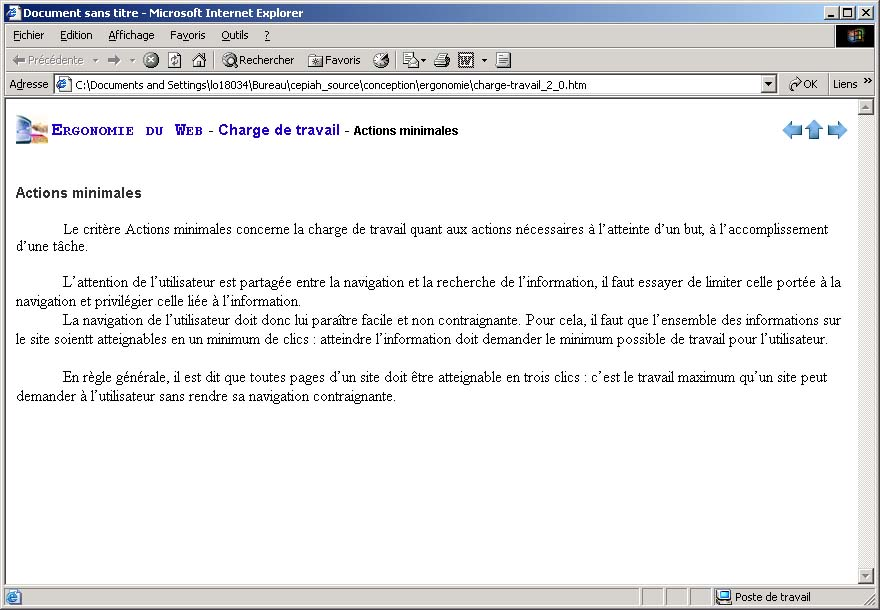 Document sans titre - Microsoft Internet Explorer
Fichier Edition Affichage Favoris Outils ?
Précédente Rechercher Favoris
Adresse C:\Documents and Settings\lo18034\Bureau\cepiah_source\conception\ergonomie\charge-travail_2_0.htm OK Liens »
ERGONOMIE DU WEB - Charge de travail - Actions minimales
Actions minimales
Le critère Actions minimales concerne la charge de travail quant aux actions nécessaires à l’atteinte d’un but, à l’accomplissement
d’une tâche.
L’attention de l’utilisateur est partagée entre la navigation et la recherche de l’information, il faut essayer de limiter celle portée à la
navigation et privilégier celle liée à l’information.
La navigation de l’utilisateur doit donc lui paraître facile et non contraignante. Pour cela, il faut que l’ensemble des informations sur
le site soientt atteignables en un minimum de clics : atteindre l’information doit demander le minimum possible de travail pour l’utilisateur.
En règle générale, il est dit que toutes pages d’un site doit être atteignable en trois clics : c’est le travail maximum qu’un site peut
demander à l’utilisateur sans rendre sa navigation contraignante.
Poste de travail